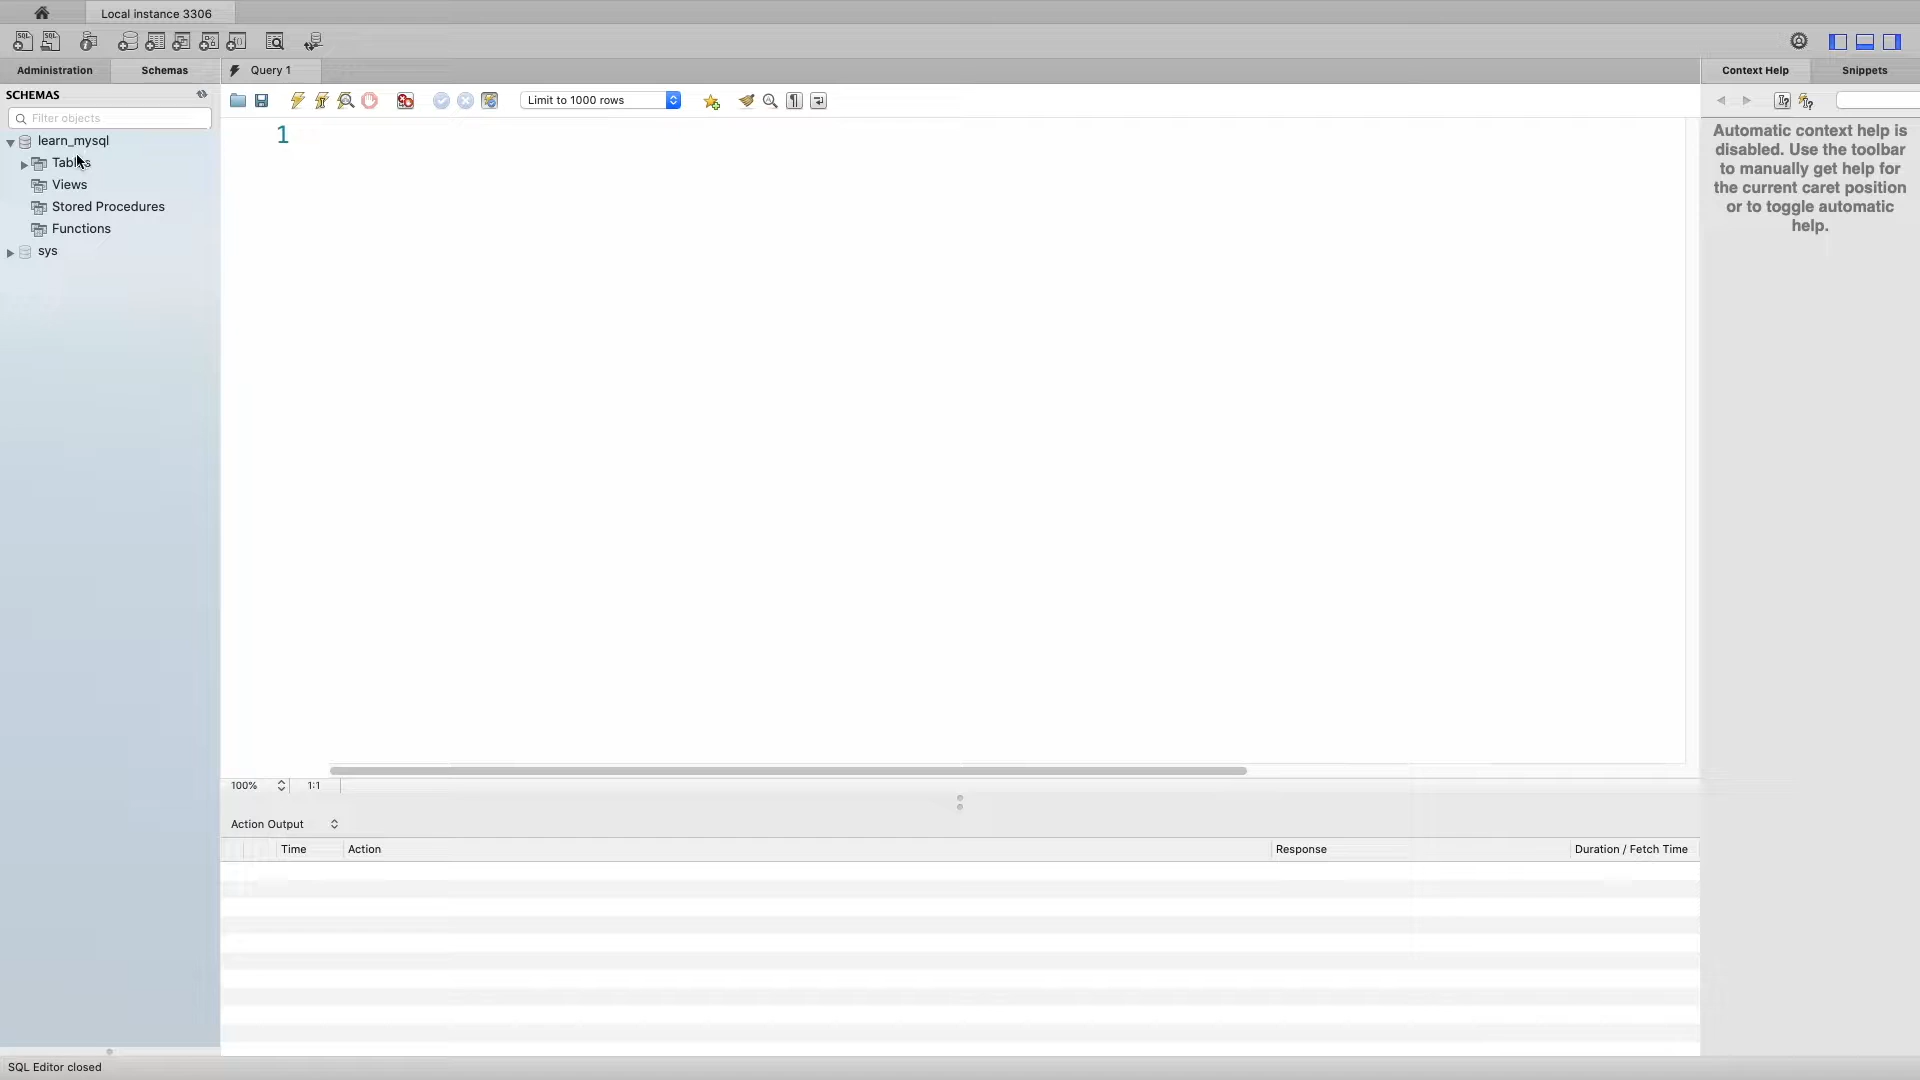 Local instance 3306
Administration
Schemas
Query 1
Context Help
Snippets
SCHEMAS
Limit to 1000 rows
Filter objects
learn_mysql
Tables
Views
Stored Procedures
Functions
sys
1
Automatic context help is
disabled. Use the toolbar
to manually get help for
the current caret position
or to toggle automatic
help.
100%
1:1
Action Output
Time
Action
Response
Duration / Fetch Time
SQL Editor closed